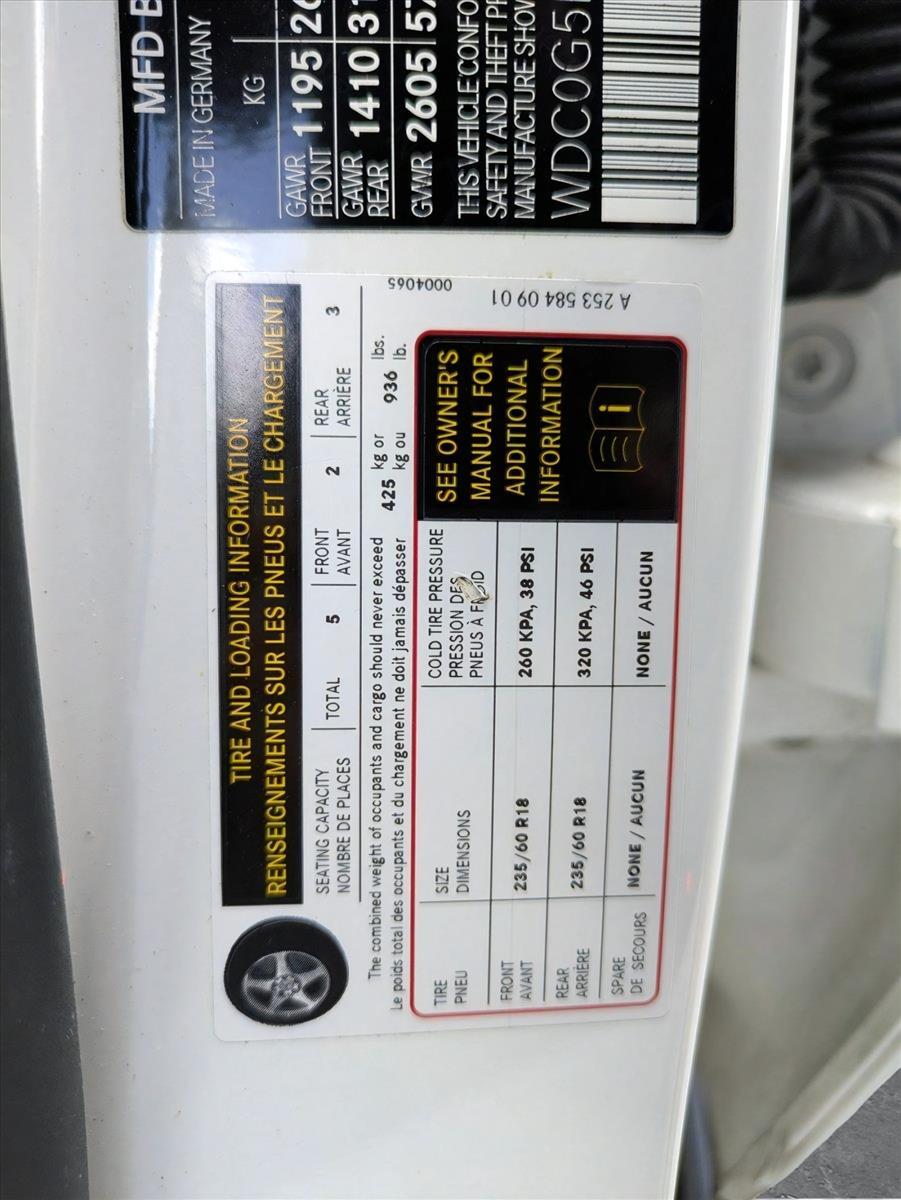 MFD B
MADE IN GERMANY
KG
GAWR
FRONT 1195 26
GAWR
REAR 1410 31
GVWR 2605 57
THIS VEHICLE CONFO
SAFETY AND THEFT PR
MANUFACTURE SHOW
WDC0G5
TIRE AND LOADING INFORMATION
RENSEIGNEMENTS SUR LES PNEUS ET LE CHARGEMENT
SEATING CAPACITY
NOMBRE DE PLACES
TOTAL 5
FRONT
AVANT 2
REAR
ARRIÈRE 3
The combined weight of occupants and cargo should never exceed 425 kg or 936 lbs.
Le poids total des occupants et du chargement ne doit jamais dépasser kg ou lb.
TIRE
PNEU
SIZE
DIMENSIONS
COLD TIRE PRESSURE
PRESSION DES
PNEUS À FROID
FRONT
AVANT
235/60 R18
260 KPA, 38 PSI
REAR
ARRIÈRE
235/60 R18
320 KPA, 46 PSI
SPARE
DE SECOURS
NONE / AUCUN
NONE / AUCUN
SEE OWNER'S
MANUAL FOR
ADDITIONAL
INFORMATION
i
0004065
A 253 584 09 01